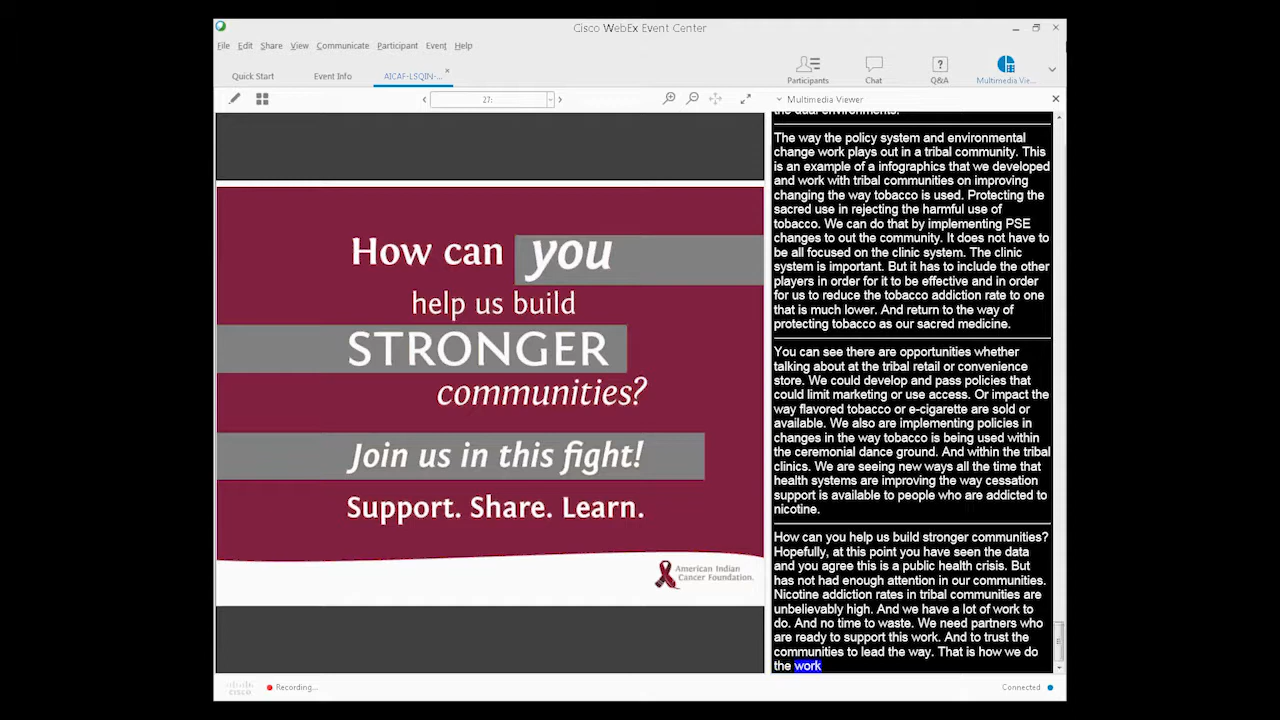 Cisco WebEx Event Center
File Edit Share View Communicate Participant Event Help
Quick Start Event Info AICAF-LSQIN-...
Participants Chat Q&A Multimedia Vie...
27:
Multimedia Viewer
How can you
help us build
STRONGER
communities?
Join us in this fight!
Support. Share. Learn.
American Indian
Cancer Foundation.
the dual environments.
The way the policy system and environmental
change work plays out in a tribal community. This
is an example of a infographics that we developed
and work with tribal communities on improving
changing the way tobacco is used. Protecting the
sacred use in rejecting the harmful use of
tobacco. We can do that by implementing PSE
changes to out the community. It does not have to
be all focused on the clinic system. The clinic
system is important. But it has to include the other
players in order for it to be effective and in order
for us to reduce the tobacco addiction rate to one
that is much lower. And return to the way of
protecting tobacco as our sacred medicine.
You can see there are opportunities whether
talking about at the tribal retail or convenience
store. We could develop and pass policies that
could limit marketing or use access. Or impact the
way flavored tobacco or e-cigarette are sold or
available. We also are implementing policies in
changes in the way tobacco is being used within
the ceremonial dance ground. And within the tribal
clinics. We are seeing new ways all the time that
health systems are improving the way cessation
support is available to people who are addicted to
nicotine.
How can you help us build stronger communities?
Hopefully, at this point you have seen the data
and you agree this is a public health crisis. But
has not had enough attention in our communities.
Nicotine addiction rates in tribal communities are
unbelievably high. And we have a lot of work to
do. And no time to waste. We need partners who
are ready to support this work. And to trust the
communities to lead the way. That is how we do
the work
cisco
Recording...
Connected